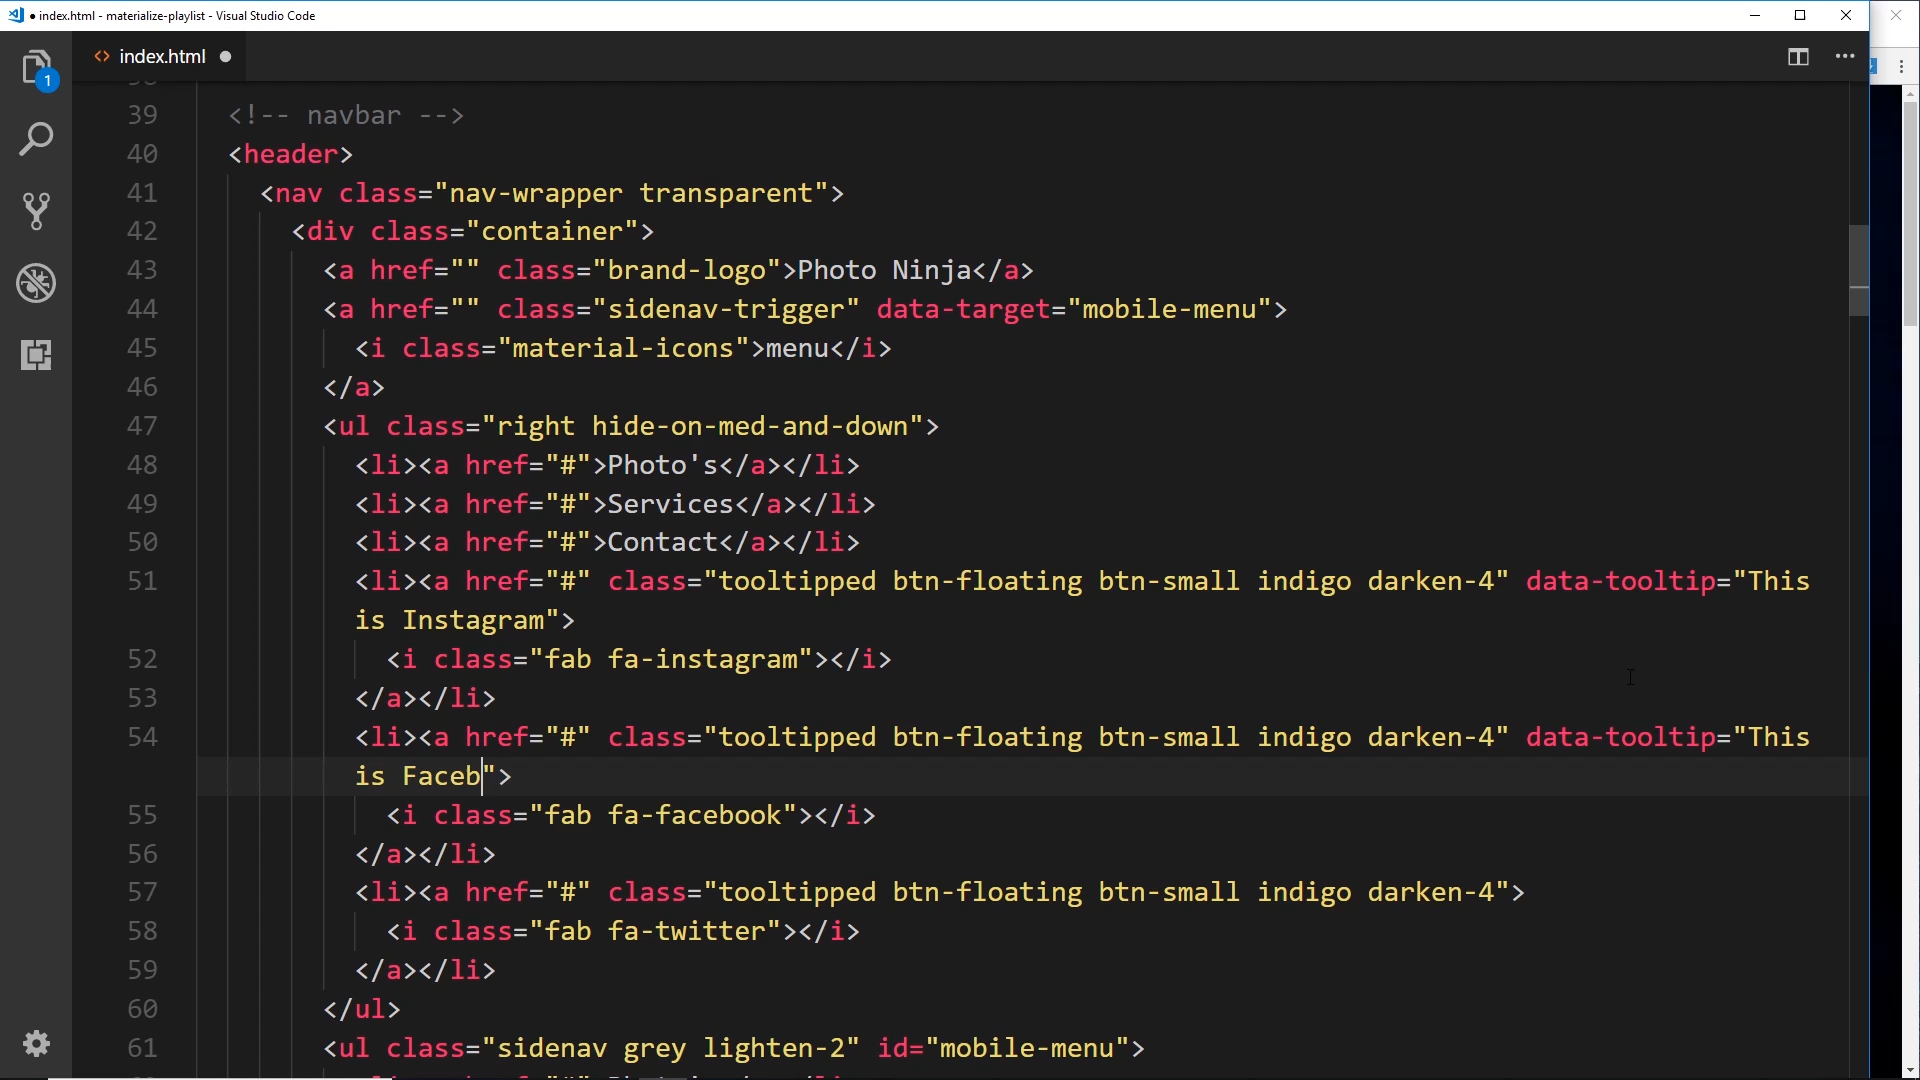 ● index.html - materialize-playlist - Visual Studio Code
1
<> index.html ●
39 <!-- navbar -->
40 <header>
41 <nav class="nav-wrapper transparent">
42 <div class="container">
43 <a href="" class="brand-logo">Photo Ninja</a>
44 <a href="" class="sidenav-trigger" data-target="mobile-menu">
45 <i class="material-icons">menu</i>
46 </a>
47 <ul class="right hide-on-med-and-down">
48 <li><a href="#">Photo's</a></li>
49 <li><a href="#">Services</a></li>
50 <li><a href="#">Contact</a></li>
51 <li><a href="#" class="tooltipped btn-floating btn-small indigo darken-4" data-tooltip="This
is Instagram">
52 <i class="fab fa-instagram"></i>
53 </a></li>
54 <li><a href="#" class="tooltipped btn-floating btn-small indigo darken-4" data-tooltip="This
is Faceb">
55 <i class="fab fa-facebook"></i>
56 </a></li>
57 <li><a href="#" class="tooltipped btn-floating btn-small indigo darken-4">
58 <i class="fab fa-twitter"></i>
59 </a></li>
60 </ul>
61 <ul class="sidenav grey lighten-2" id="mobile-menu">